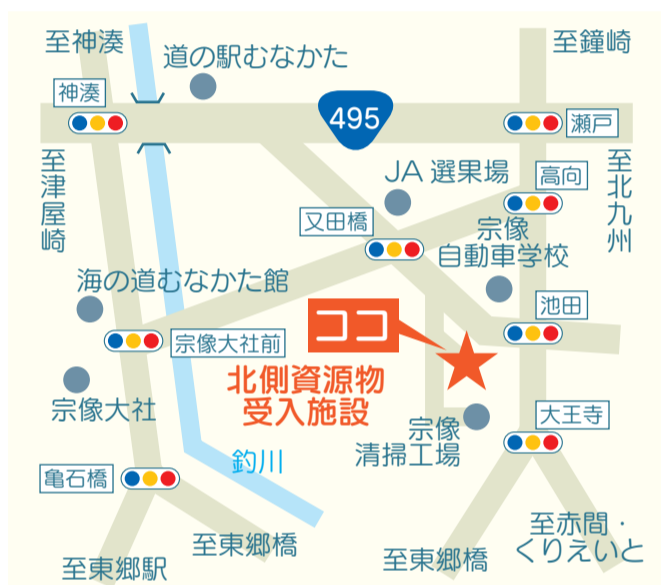 至神湊
道の駅むなかた
至鐘崎
神湊
495
瀬戸
至津屋崎
JA選果場
高向
至北九州
又田橋
宗像
自動車学校
海の道むなかた館
池田
ココ
宗像大社前
北側資源物
受入施設
宗像大社
大王寺
宗像
清掃工場
釣川
亀石橋
至赤間・
くりえいと
至東郷橋
至東郷駅
至東郷橋